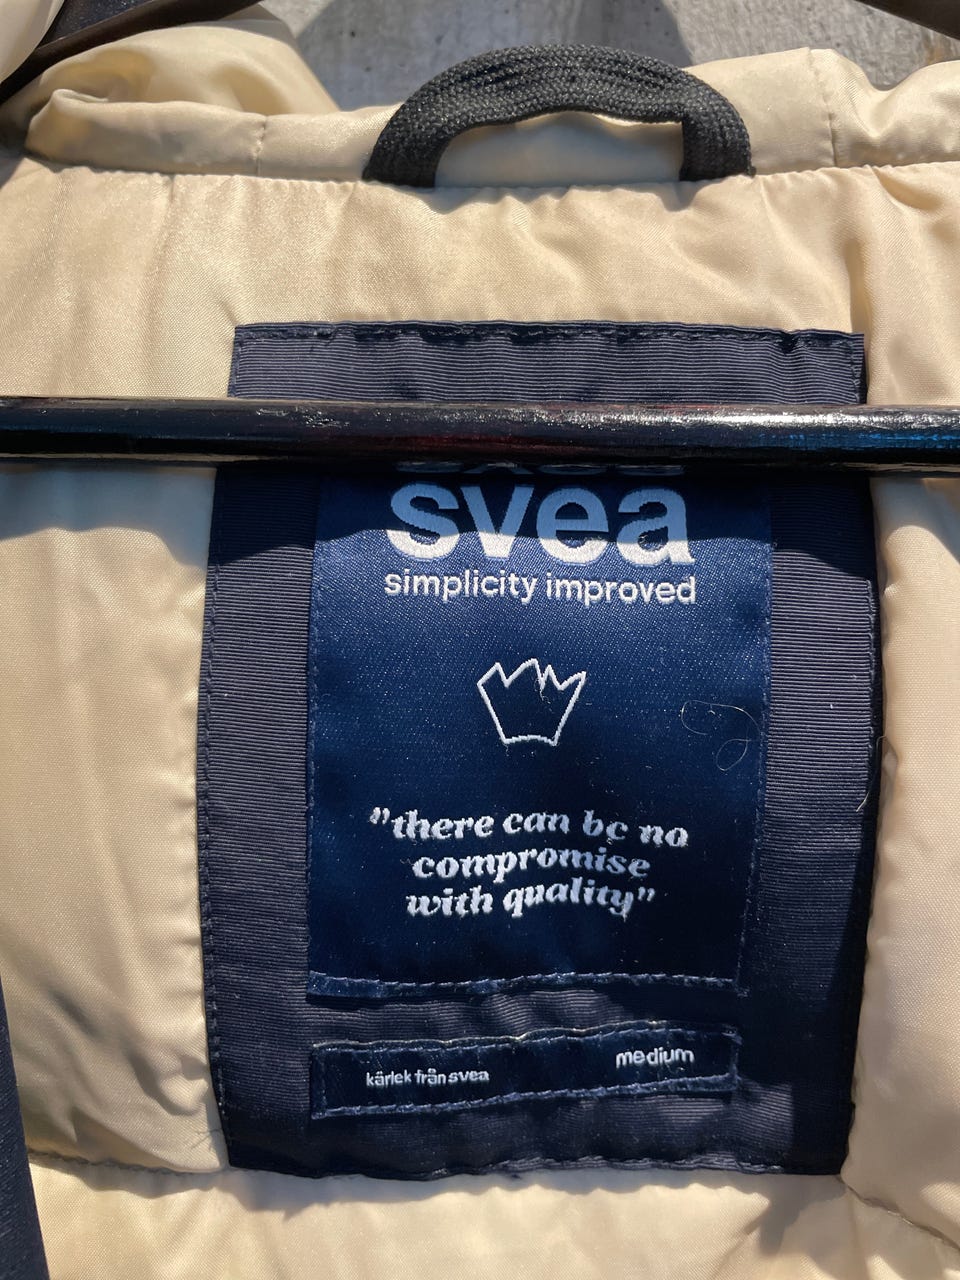 svea
simplicity improved
"there can be no
compromise
with quality"
kärlek från svea
medium